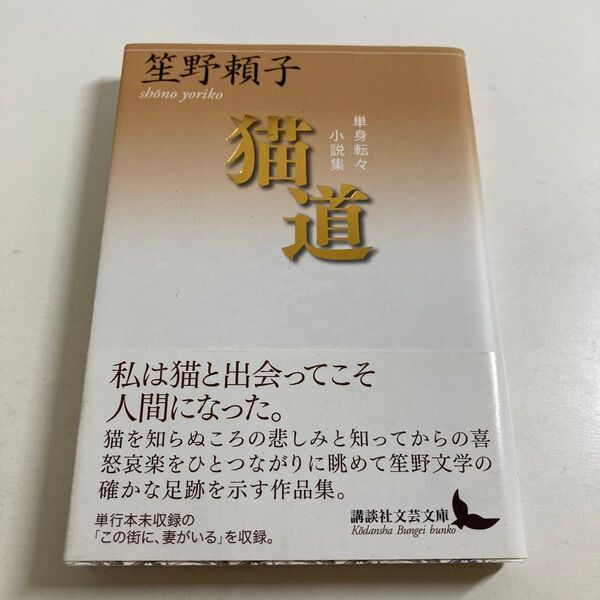 笙野頼子
shōno yoriko
猫道
単身転々
小説集
私は猫と出会ってこそ
人間になった。
猫を知らぬころの悲しみと知ってからの喜
怒哀楽をひとつながりに眺めて笙野文学の
確かな足跡を示す作品集。
単行本未収録の
「この街に、妻がいる」を収録。
講談社文芸文庫
Kōdansha Bungei bunko